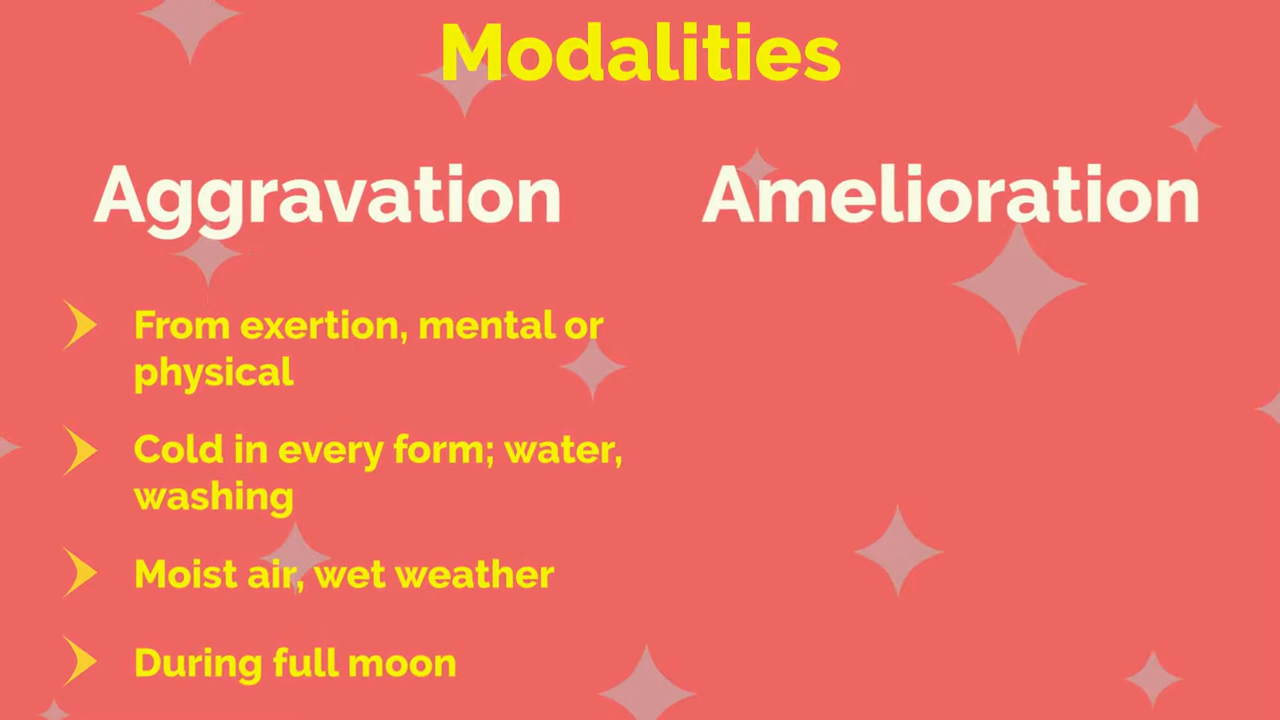 Modalities
Aggravation
Amelioration
From exertion, mental or
physical
Cold in every form; water,
washing
Moist air, wet weather
During full moon